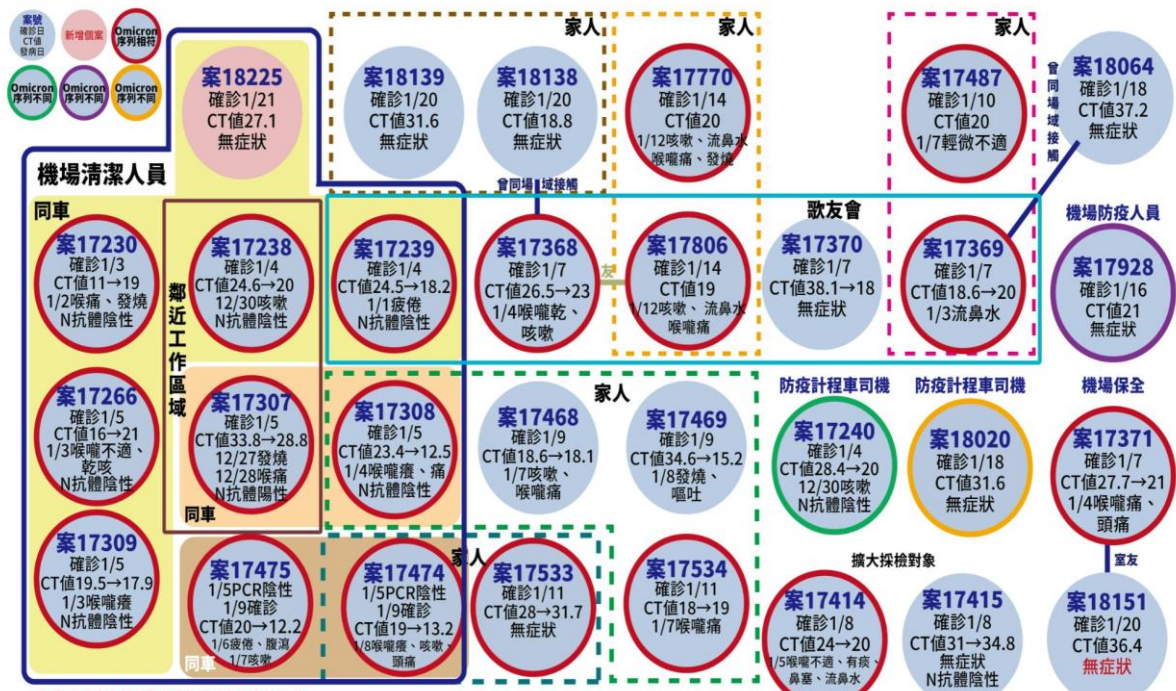 案號
確診日
CT值
發病日
新增個案
Omicron
序列相符
Omicron
序列不同
Omicron
序列不同
Omicron
序列不同
機場清潔人員
案18225
確診1/21
CT值27.1
無症狀
家人
案18139
確診1/20
CT值31.6
無症狀
案18138
確診1/20
CT值18.8
無症狀
曾同場域接觸
家人
案17770
確診1/14
CT值20
1/12咳嗽、流鼻水
喉嚨痛、發燒
家人
案17487
確診1/10
CT值20
1/7輕微不適
曾同場域接觸
案18064
確診1/18
CT值37.2
無症狀
同車
案17230
確診1/3
CT值11→19
1/2喉痛、發燒
N抗體陰性
鄰近工作區域
案17238
確診1/4
CT值24.6→20
12/30咳嗽
N抗體陰性
案17239
確診1/4
CT值24.5→18.2
1/1疲倦
N抗體陰性
案17368
確診1/7
CT值26.5→23
1/4喉嚨乾、
咳嗽
友
案17806
確診1/14
CT值19
1/12咳嗽、流鼻水
喉嚨痛
歌友會
案17370
確診1/7
CT值38.1→18
無症狀
案17369
確診1/7
CT值18.6→20
1/3流鼻水
機場防疫人員
案17928
確診1/16
CT值21
無症狀
案17266
確診1/5
CT值16→21
1/3喉嚨不適、
乾咳
N抗體陰性
案17307
確診1/5
CT值33.8→28.8
12/27發燒
12/28喉痛
N抗體陽性
同車
案17308
確診1/5
CT值23.4→12.5
1/4喉嚨癢、痛
N抗體陰性
家人
案17468
確診1/9
CT值18.6→18.1
1/7咳嗽、
喉嚨痛
案17469
確診1/9
CT值34.6→15.2
1/8發燒、
嘔吐
防疫計程車司機
案17240
確診1/4
CT值28.4→20
12/30咳嗽
N抗體陰性
防疫計程車司機
案18020
確診1/18
CT值31.6
無症狀
機場保全
案17371
確診1/7
CT值27.7→21
1/4喉嚨痛、
頭痛
室友
案17309
確診1/5
CT值19.5→17.9
1/3喉嚨癢
N抗體陰性
案17475
1/5PCR陰性
1/9確診
CT值20→12.2
1/6疲倦、腹瀉
1/7咳嗽
同車
案17474
1/5PCR陰性
1/9確診
CT值19→13.2
1/8喉嚨癢、咳嗽、
頭痛
家人
案17533
確診1/11
CT值28→31.7
無症狀
案17534
確診1/11
CT值18→19
1/7喉嚨痛
擴大採檢對象
案17414
確診1/8
CT值24→20
1/5喉嚨不適、有痰、
鼻塞、流鼻水
案17415
確診1/8
CT值31→34.8
無症狀
N抗體陰性
案18151
確診1/20
CT值36.4
無症狀